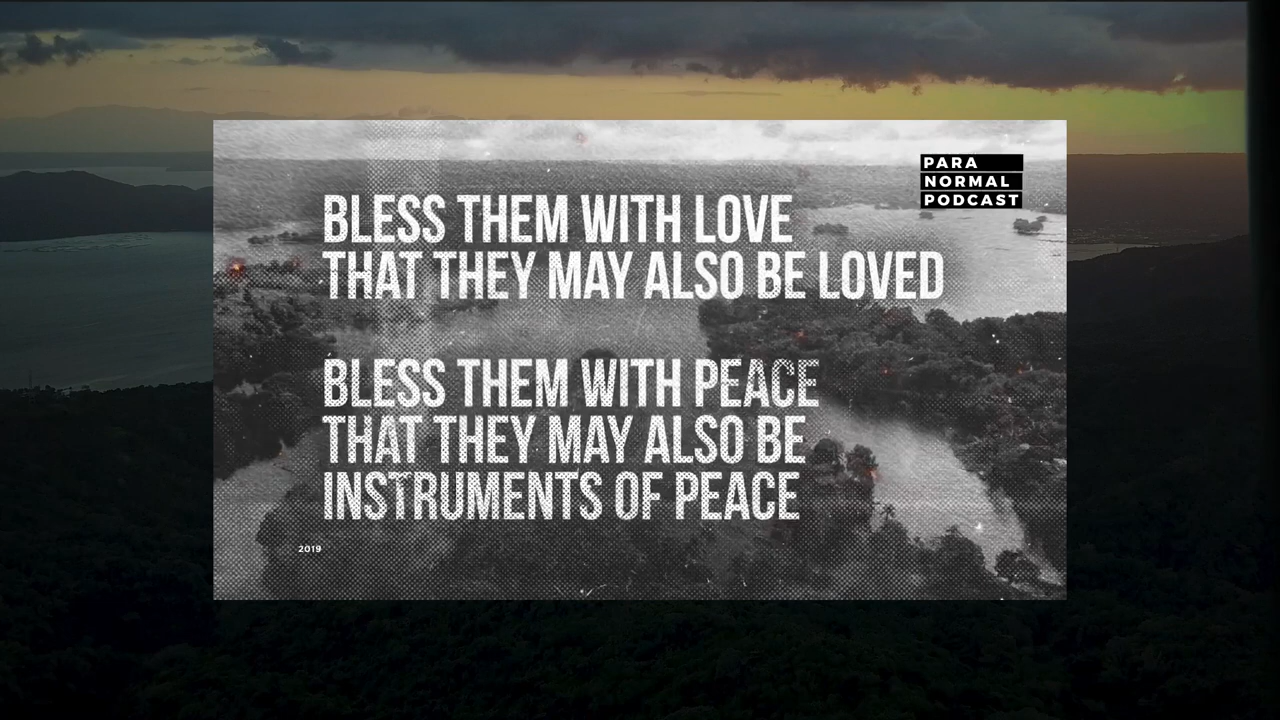 PARA
NORMAL
PODCAST
BLESS THEM WITH LOVE
THAT THEY MAY ALSO BE LOVED
BLESS THEM WITH PEACE
THAT THEY MAY ALSO BE
INSTRUMENTS OF PEACE
2019